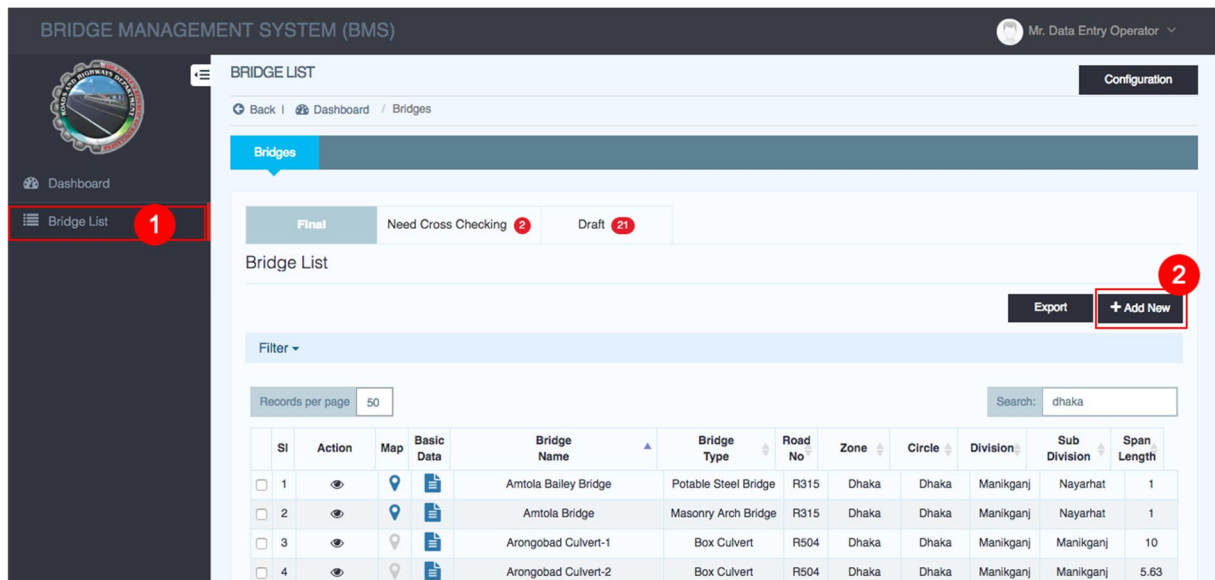 BRIDGE MANAGEMENT SYSTEM (BMS)
Mr. Data Entry Operator
BRIDGE LIST
Configuration
Back | Dashboard / Bridges
Bridges
Dashboard
Bridge List 1
Final Need Cross Checking 2 Draft 21
Bridge List
2
Export + Add New
Filter
Records per page 50 Search: dhaka
Sl Action Map Basic Data Bridge Name Bridge Type Road No Zone Circle Division Sub Division Span Length
1 Amtola Bailey Bridge Potable Steel Bridge R315 Dhaka Dhaka Manikganj Nayarhat 1
2 Amtola Bridge Masonry Arch Bridge R315 Dhaka Dhaka Manikganj Nayarhat 1
3 Arongobad Culvert-1 Box Culvert R504 Dhaka Dhaka Manikganj Manikganj 10
4 Arongobad Culvert-2 Box Culvert R504 Dhaka Dhaka Manikganj Manikganj 5.63